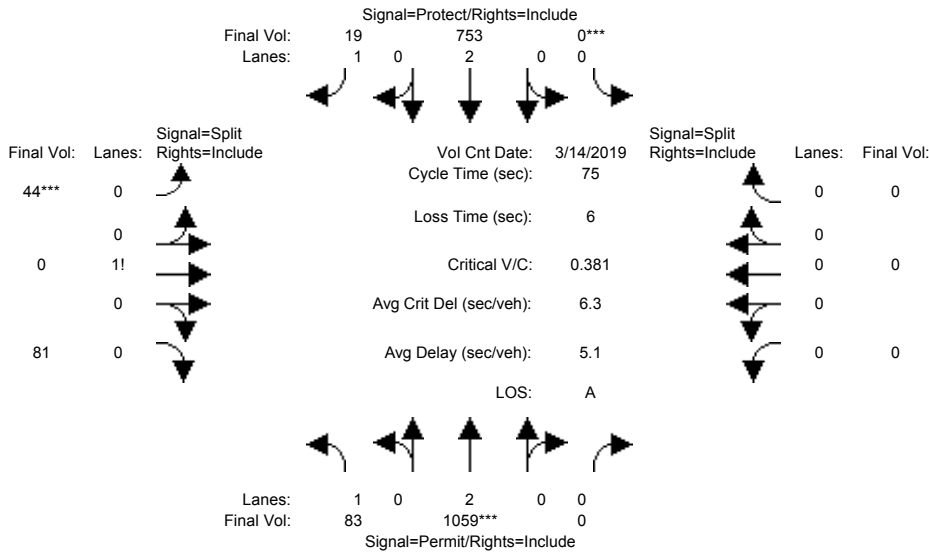 Signal=Protect/Rights=Include
Final Vol: 19 753 0***
Lanes: 1 0 2 0 0
Signal=Split Signal=Split
Final Vol: Lanes: Rights=Include Vol Cnt Date: 3/14/2019 Rights=Include Lanes: Final Vol:
Cycle Time (sec): 75
44*** 0 0 0
Loss Time (sec): 6
0 0
0 1! Critical V/C: 0.381 0 0
0 Avg Crit Del (sec/veh): 6.3 0
81 0 Avg Delay (sec/veh): 5.1 0 0
LOS: A
Lanes: 1 0 2 0 0
Final Vol: 83 1059*** 0
Signal=Permit/Rights=Include